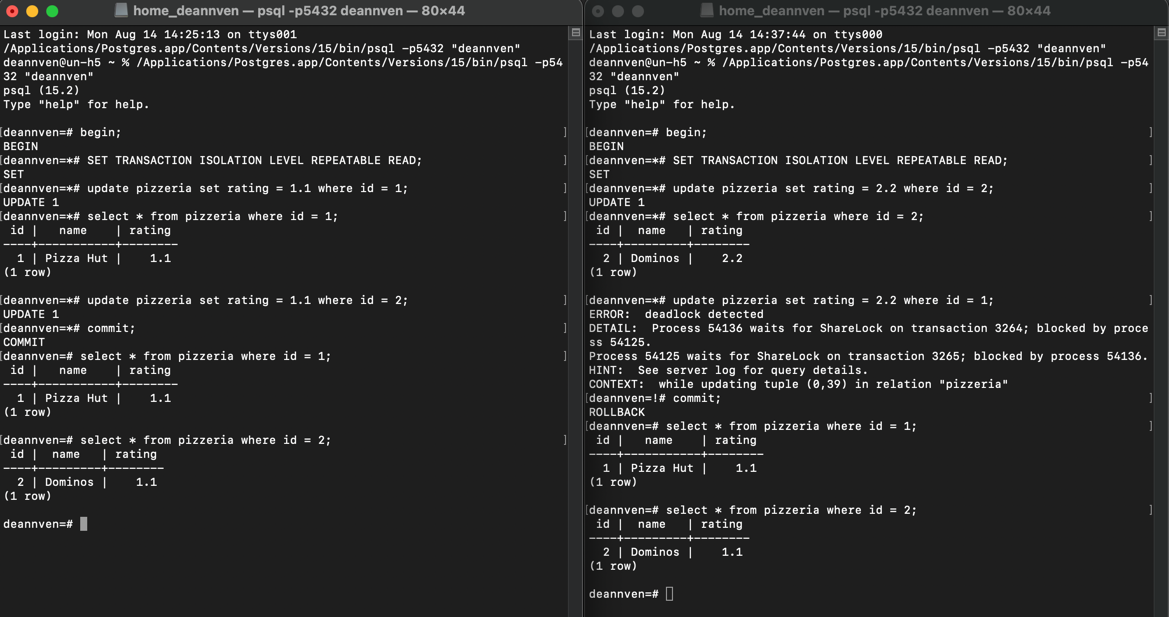 home_deannven — psql -p5432 deannven — 80×44
Last login: Mon Aug 14 14:25:13 on ttys001
/Applications/Postgres.app/Contents/Versions/15/bin/psql -p5432 "deannven"
deannven@un-h5 ~ % /Applications/Postgres.app/Contents/Versions/15/bin/psql -p54
32 "deannven"
psql (15.2)
Type "help" for help.
[deannven=# begin; ]
BEGIN
[deannven=*# SET TRANSACTION ISOLATION LEVEL REPEATABLE READ; ]
SET
[deannven=*# update pizzeria set rating = 1.1 where id = 1; ]
UPDATE 1
[deannven=*# select * from pizzeria where id = 1; ]
 id |   name    | rating
----+-----------+--------
  1 | Pizza Hut |    1.1
(1 row)
[deannven=*# update pizzeria set rating = 1.1 where id = 2; ]
UPDATE 1
[deannven=*# commit; ]
COMMIT
[deannven=# select * from pizzeria where id = 1; ]
 id |   name    | rating
----+-----------+--------
  1 | Pizza Hut |    1.1
(1 row)
[deannven=# select * from pizzeria where id = 2; ]
 id |  name   | rating
----+---------+--------
  2 | Dominos |    1.1
(1 row)
deannven=#
home_deannven — psql -p5432 deannven — 80×44
Last login: Mon Aug 14 14:37:44 on ttys000
/Applications/Postgres.app/Contents/Versions/15/bin/psql -p5432 "deannven"
deannven@un-h5 ~ % /Applications/Postgres.app/Contents/Versions/15/bin/psql -p54
32 "deannven"
psql (15.2)
Type "help" for help.
[deannven=# begin; ]
BEGIN
[deannven=*# SET TRANSACTION ISOLATION LEVEL REPEATABLE READ; ]
SET
[deannven=*# update pizzeria set rating = 2.2 where id = 2; ]
UPDATE 1
[deannven=*# select * from pizzeria where id = 2; ]
 id |  name   | rating
----+---------+--------
  2 | Dominos |    2.2
(1 row)
[deannven=*# update pizzeria set rating = 2.2 where id = 1; ]
ERROR:  deadlock detected
DETAIL:  Process 54136 waits for ShareLock on transaction 3264; blocked by proce
ss 54125.
Process 54125 waits for ShareLock on transaction 3265; blocked by process 54136.
HINT:  See server log for query details.
CONTEXT:  while updating tuple (0,39) in relation "pizzeria"
[deannven=!# commit; ]
ROLLBACK
[deannven=# select * from pizzeria where id = 1; ]
 id |   name    | rating
----+-----------+--------
  1 | Pizza Hut |    1.1
(1 row)
[deannven=# select * from pizzeria where id = 2; ]
 id |  name   | rating
----+---------+--------
  2 | Dominos |    1.1
(1 row)
deannven=#